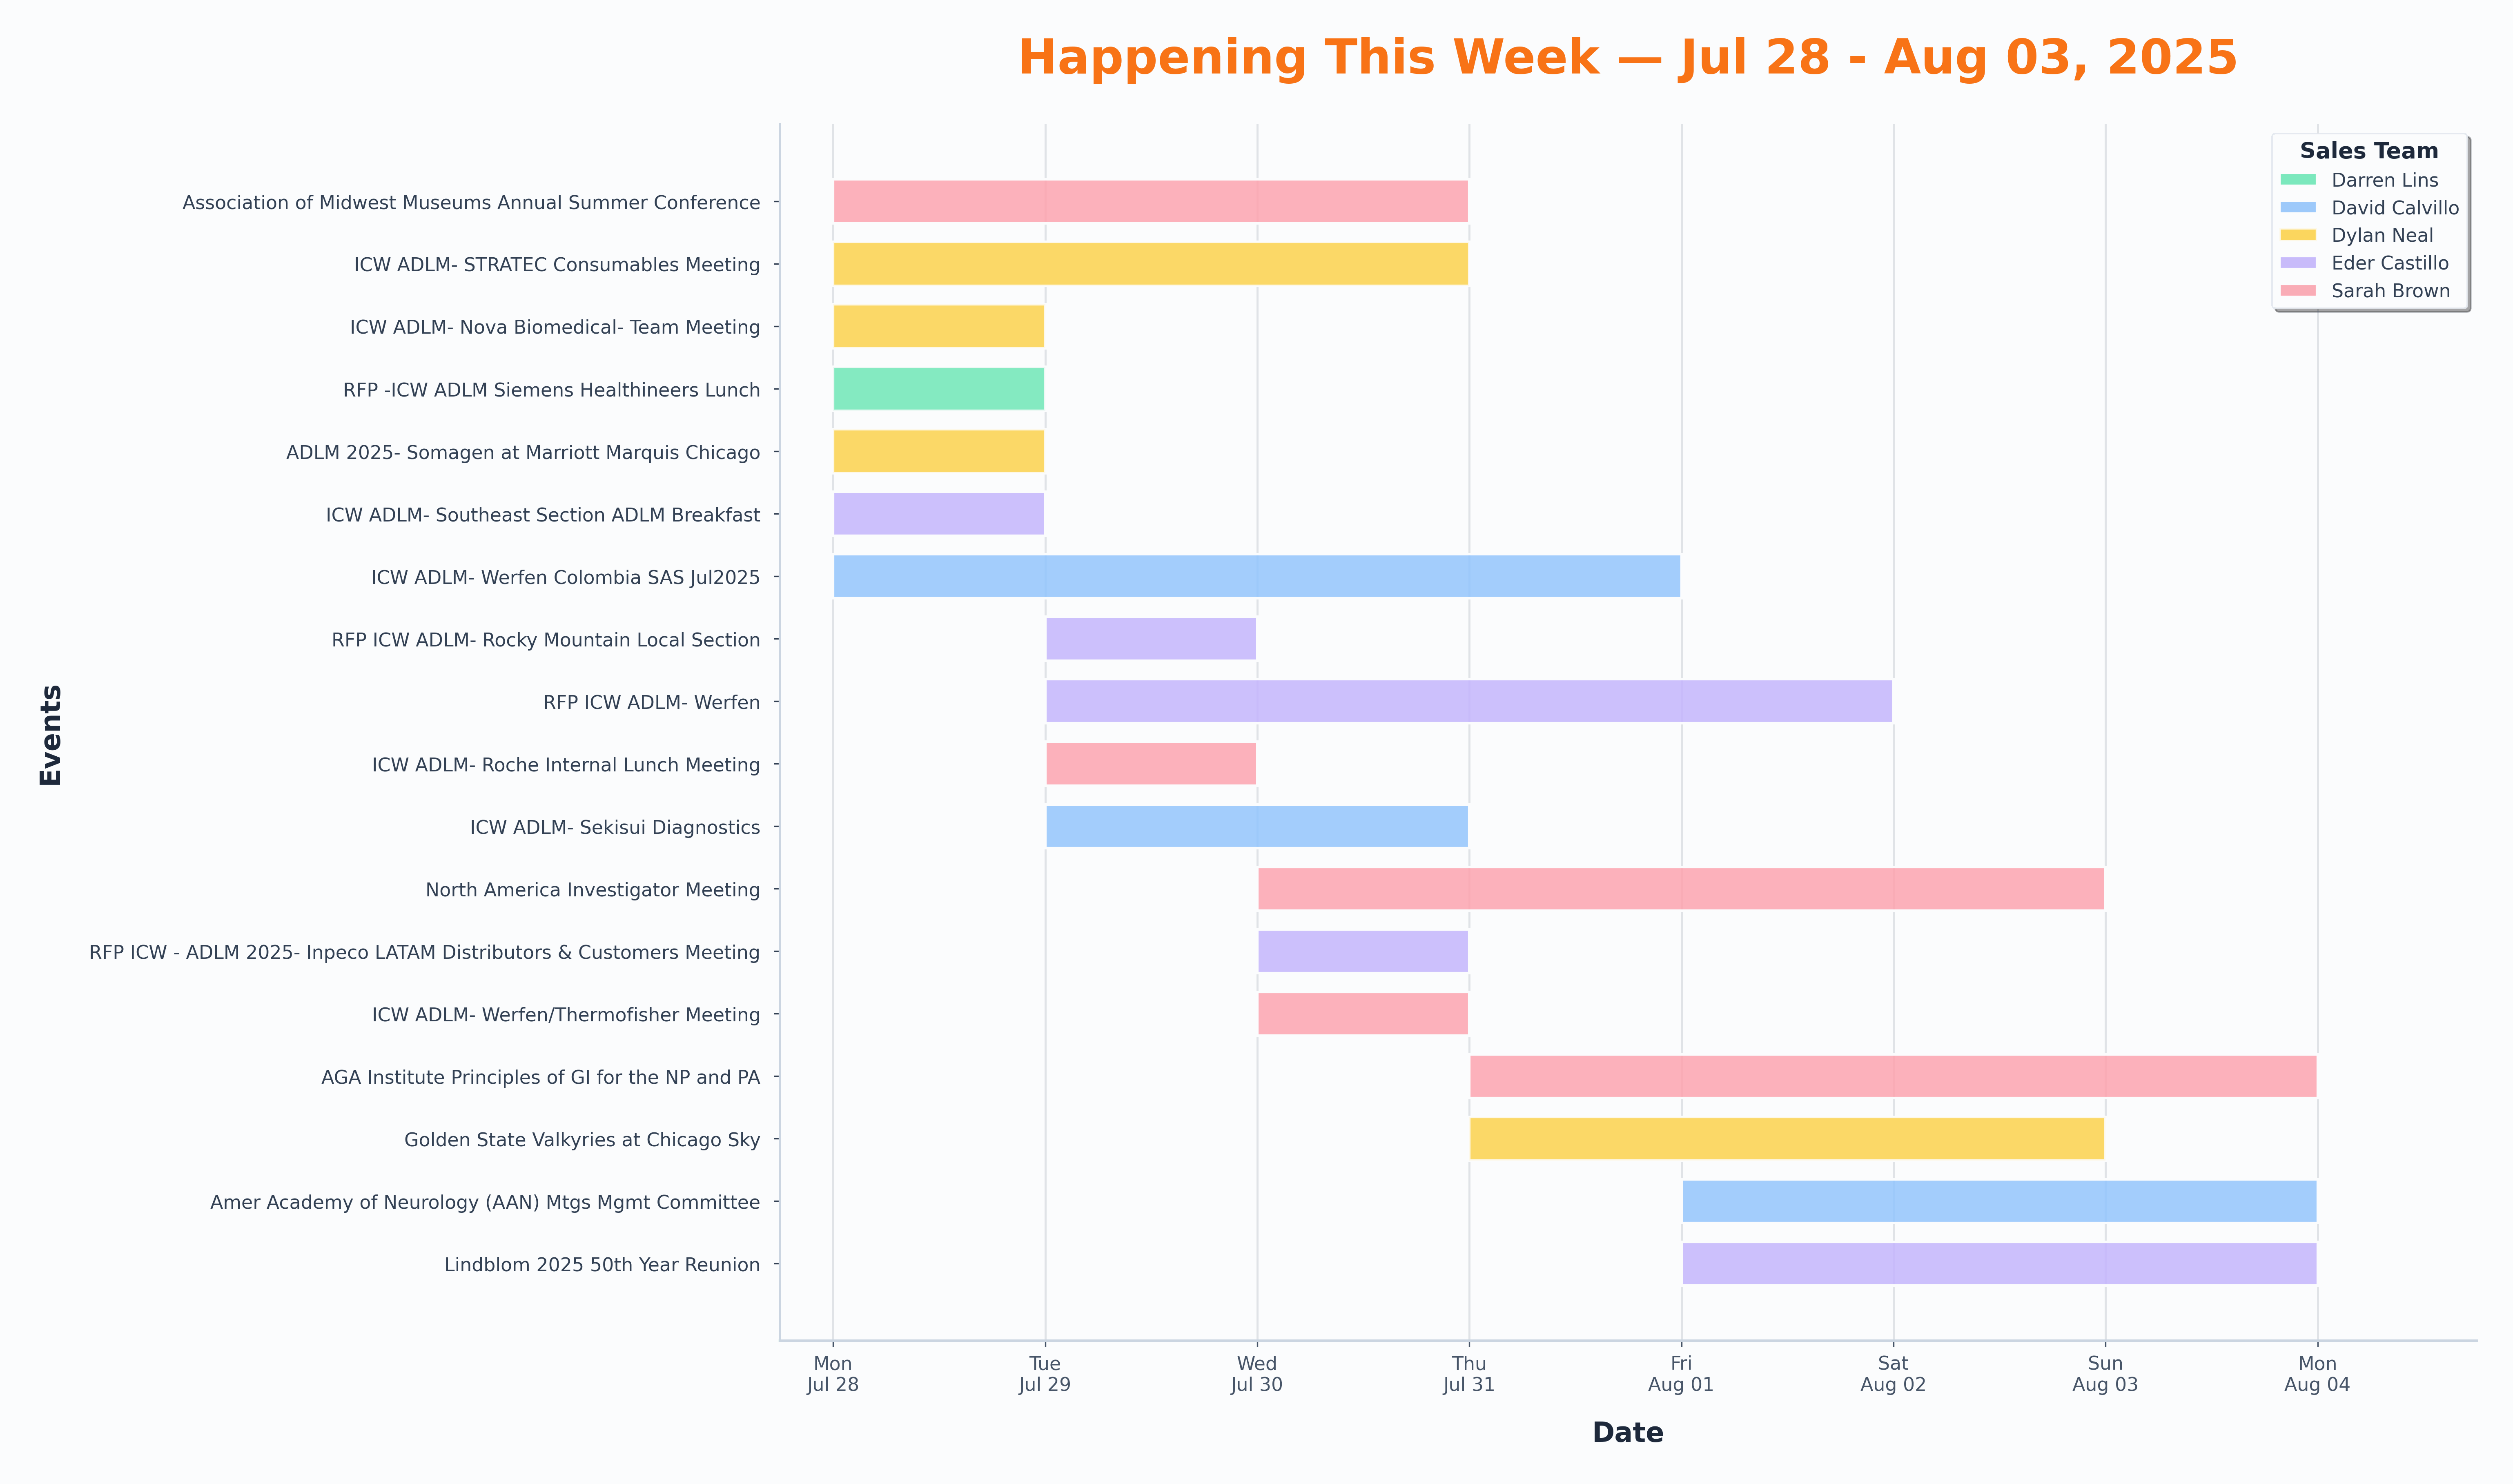 Happening This Week — Jul 28 - Aug 03, 2025
Sales Team
Darren Lins
David Calvillo
Dylan Neal
Eder Castillo
Sarah Brown
Events
Association of Midwest Museums Annual Summer Conference
ICW ADLM- STRATEC Consumables Meeting
ICW ADLM- Nova Biomedical- Team Meeting
RFP -ICW ADLM Siemens Healthineers Lunch
ADLM 2025- Somagen at Marriott Marquis Chicago
ICW ADLM- Southeast Section ADLM Breakfast
ICW ADLM- Werfen Colombia SAS Jul2025
RFP ICW ADLM- Rocky Mountain Local Section
RFP ICW ADLM- Werfen
ICW ADLM- Roche Internal Lunch Meeting
ICW ADLM- Sekisui Diagnostics
North America Investigator Meeting
RFP ICW - ADLM 2025- Inpeco LATAM Distributors & Customers Meeting
ICW ADLM- Werfen/Thermofisher Meeting
AGA Institute Principles of GI for the NP and PA
Golden State Valkyries at Chicago Sky
Amer Academy of Neurology (AAN) Mtgs Mgmt Committee
Lindblom 2025 50th Year Reunion
Mon Tue Wed Thu Fri Sat Sun Mon
Jul 28 Jul 29 Jul 30 Jul 31 Aug 01 Aug 02 Aug 03 Aug 04
Date